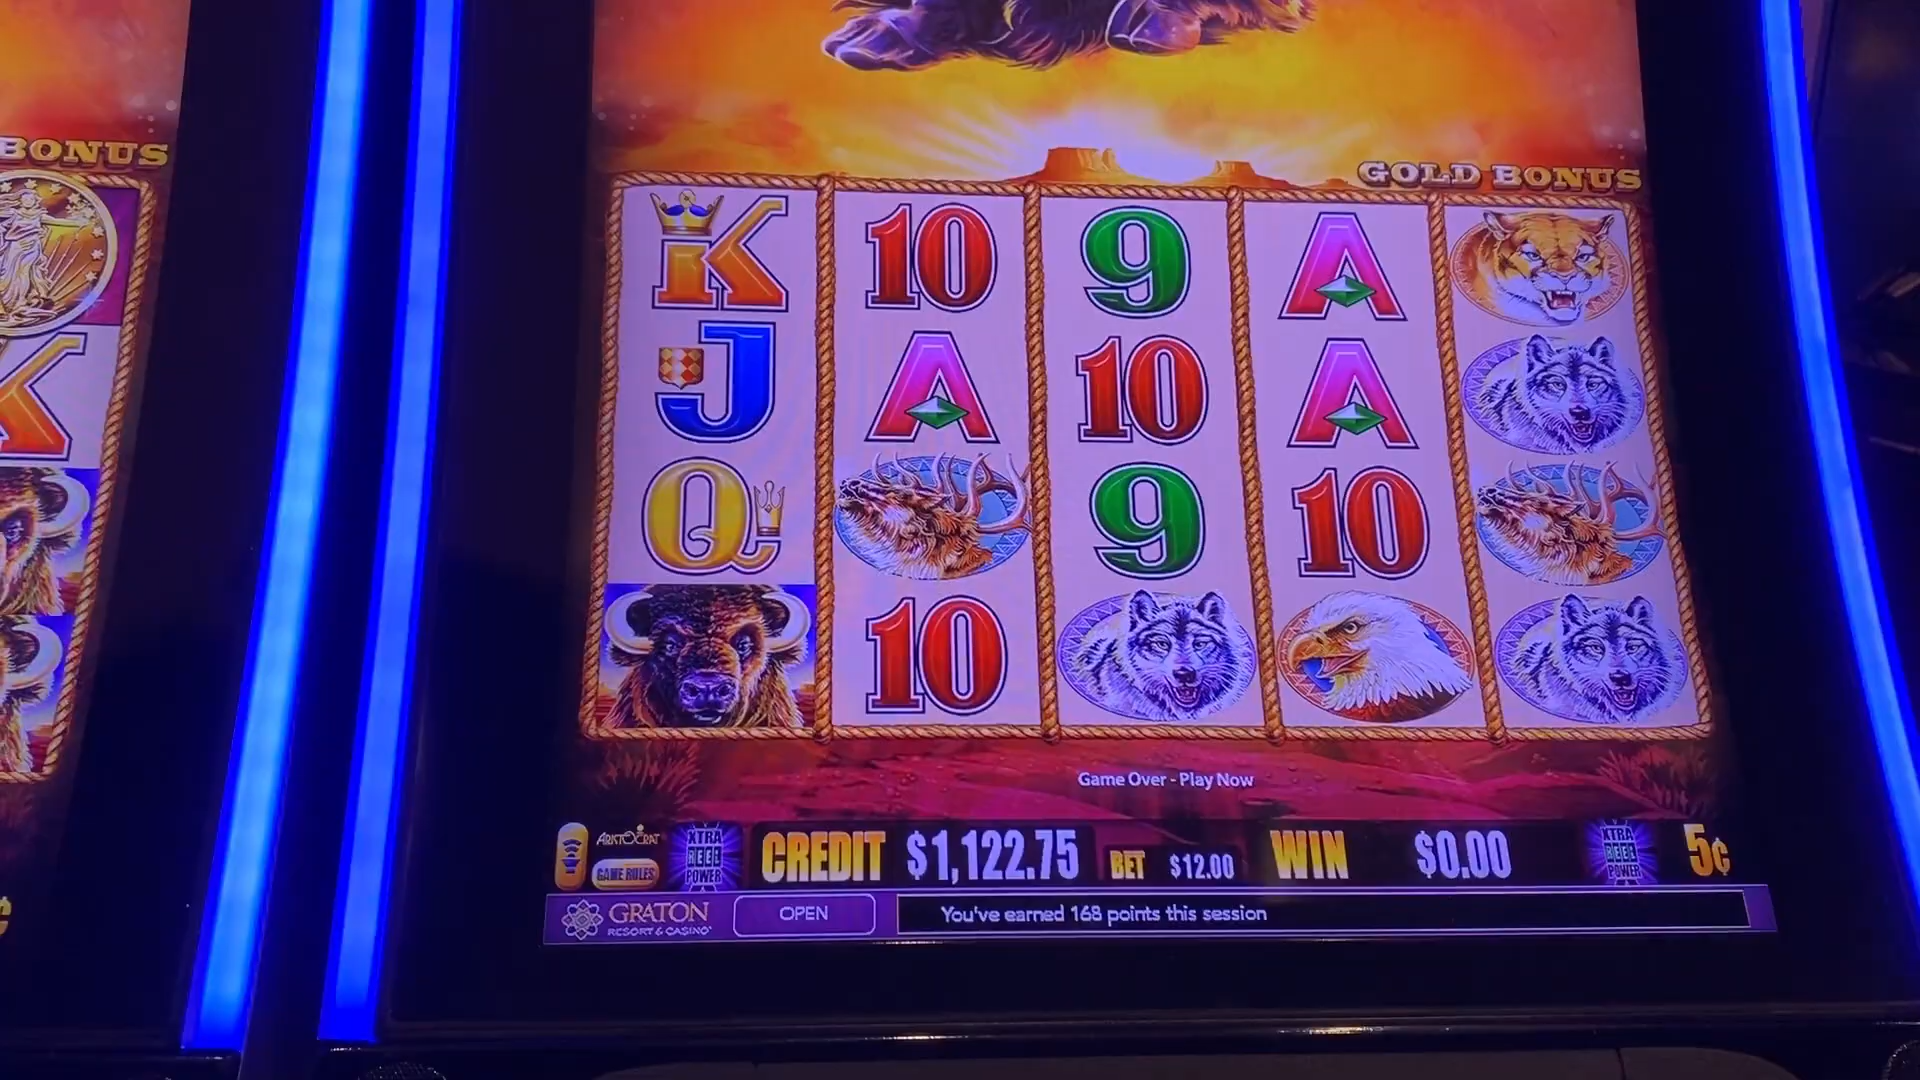 BONUS
GOLD BONUS
K 10 9 A
J A 10 A
K
Q 9 10
10
Game Over - Play Now
ARISTOCRAT
GAME RULES
XTRA REEL POWER
CREDIT $1,122.75 BET $12.00 WIN $0.00
XTRA REEL POWER
5¢
GRATON
RESORT & CASINO
OPEN
You've earned 168 points this session